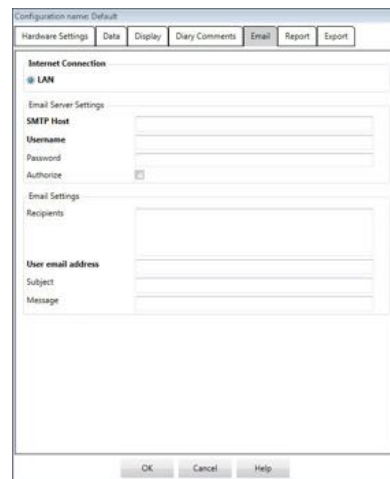 Configuration name: Default
Hardware Settings Data Display Diary Comments Email Report Export
Internet Connection
LAN
Email Server Settings
SMTP Host
Username
Password
Authorize
Email Settings
Recipients
User email address
Subject
Message
OK Cancel Help